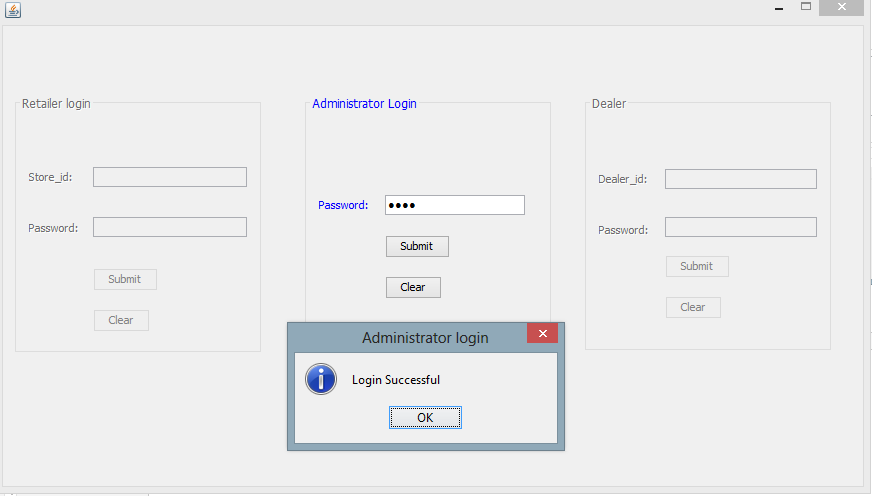 Retailer login
Store_id:
Password:
Submit
Clear
Administrator Login
Password:
Submit
Clear
Dealer
Dealer_id:
Password:
Submit
Clear
Administrator login
Login Successful
OK